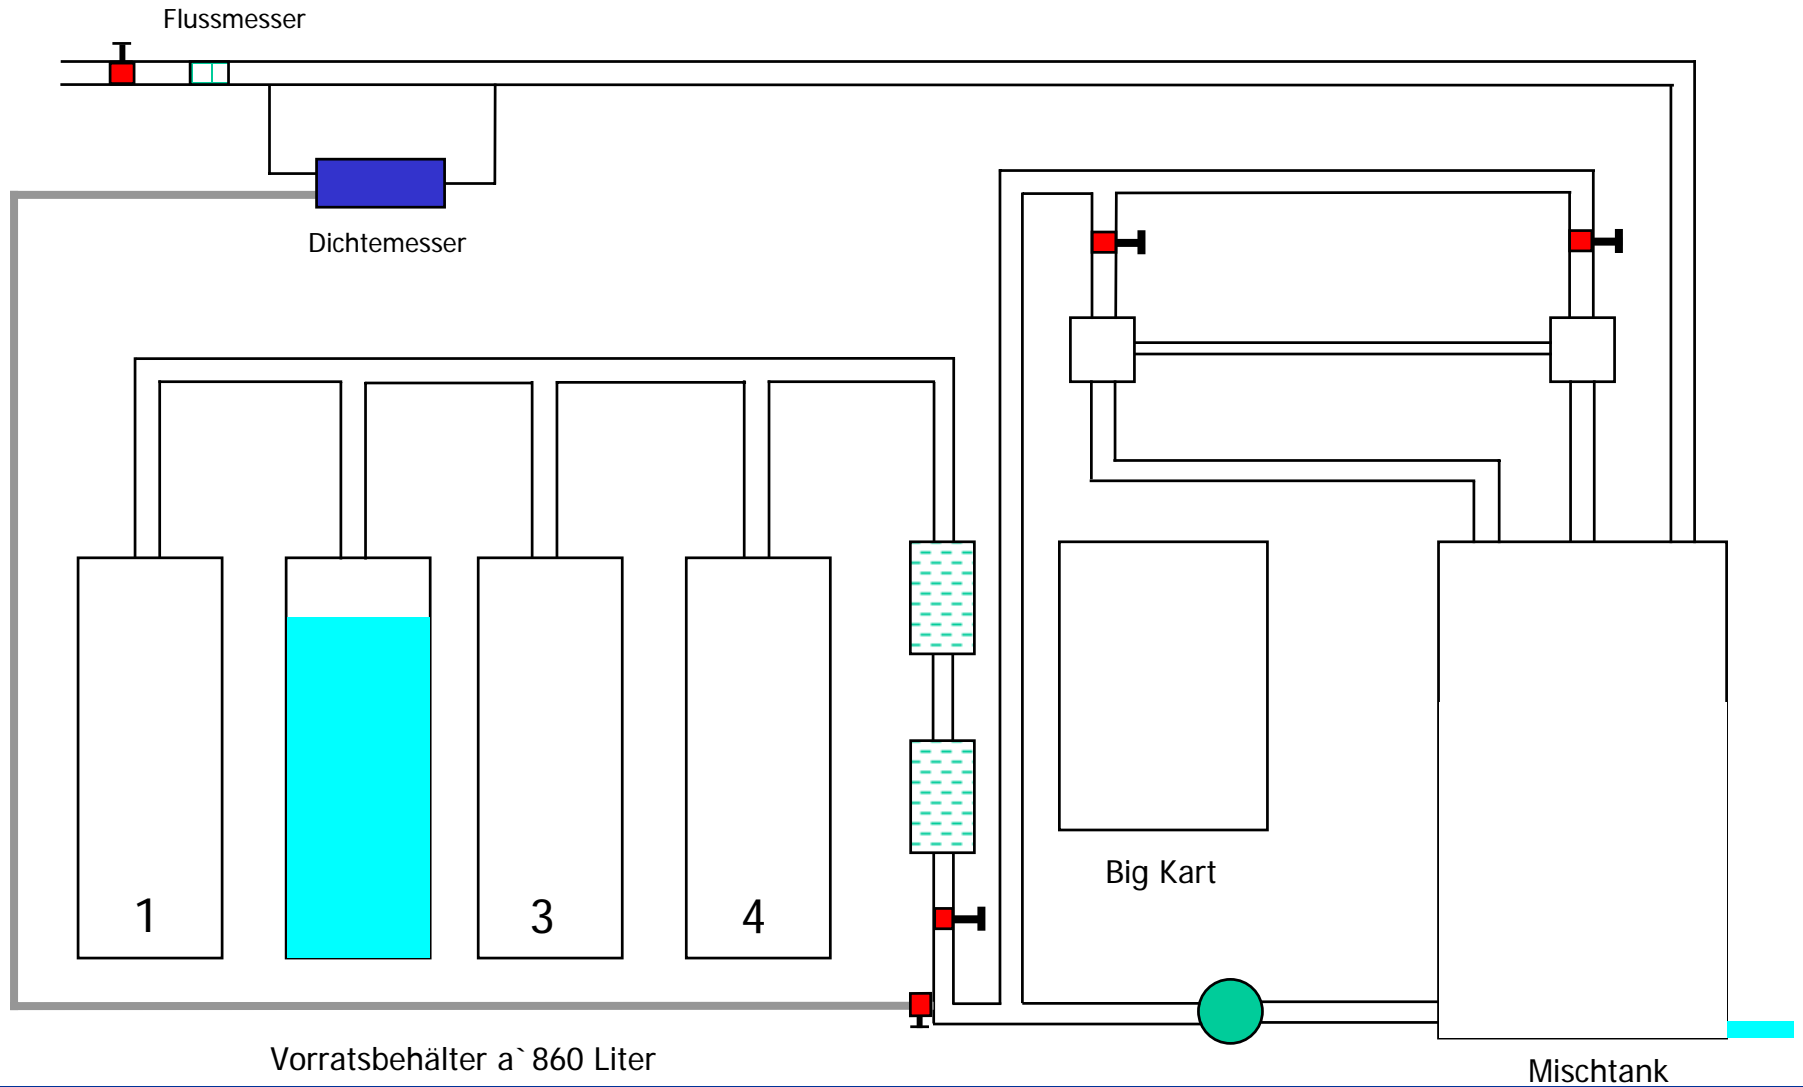 Flussmesser
Dichtemesser
Big Kart
1
3
4
Vorratsbehälter a`860 Liter
Mischtank